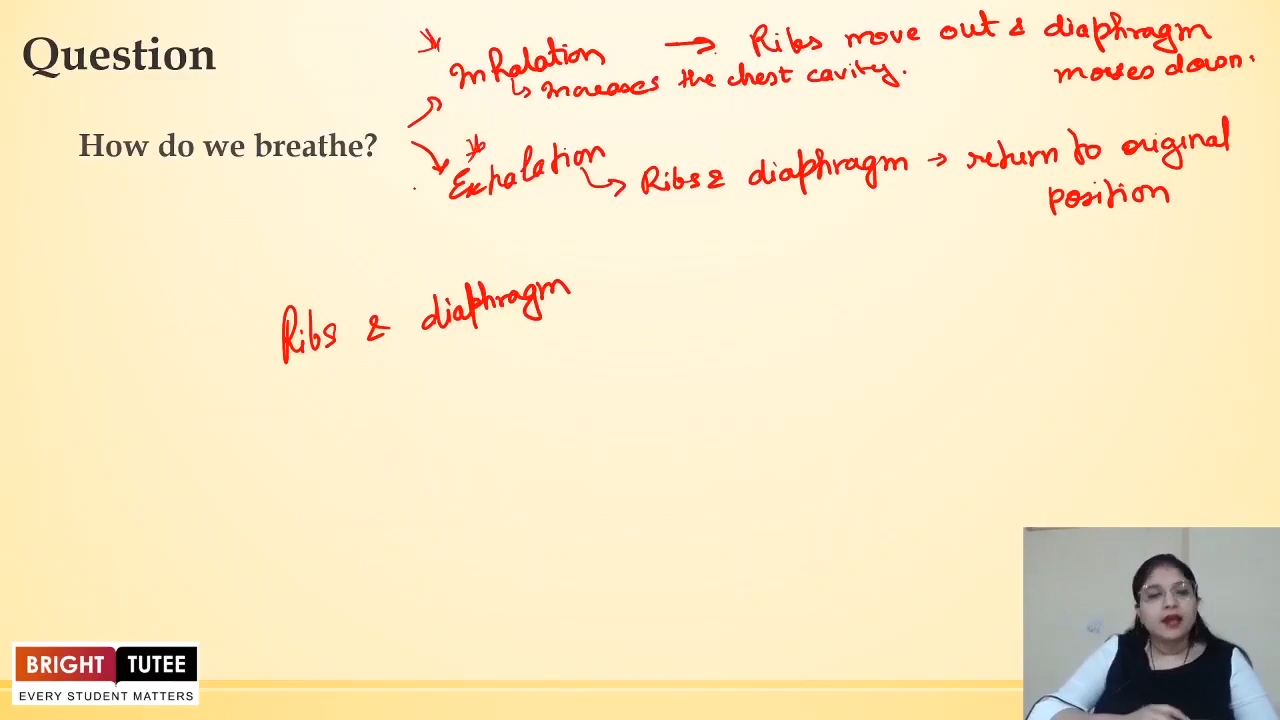 Question
Inhalation → Ribs move out & diaphragm
moves down.
↳ Increases the chest cavity.
How do we breathe?
Exhalation ↳ Ribs & diaphragm → return to original
position
Ribs & diaphragm
BRIGHT TUTEE
EVERY STUDENT MATTERS